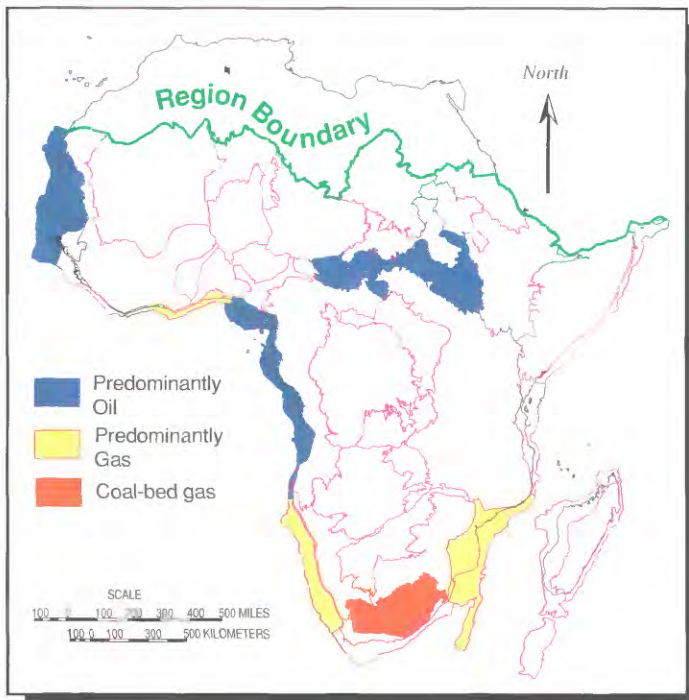 North
Region Boundary
Predominantly
Oil
Predominantly
Gas
Coal-bed gas
SCALE
100 0 100 200 300 400 500 MILES
100 0 100 300 500 KILOMETERS